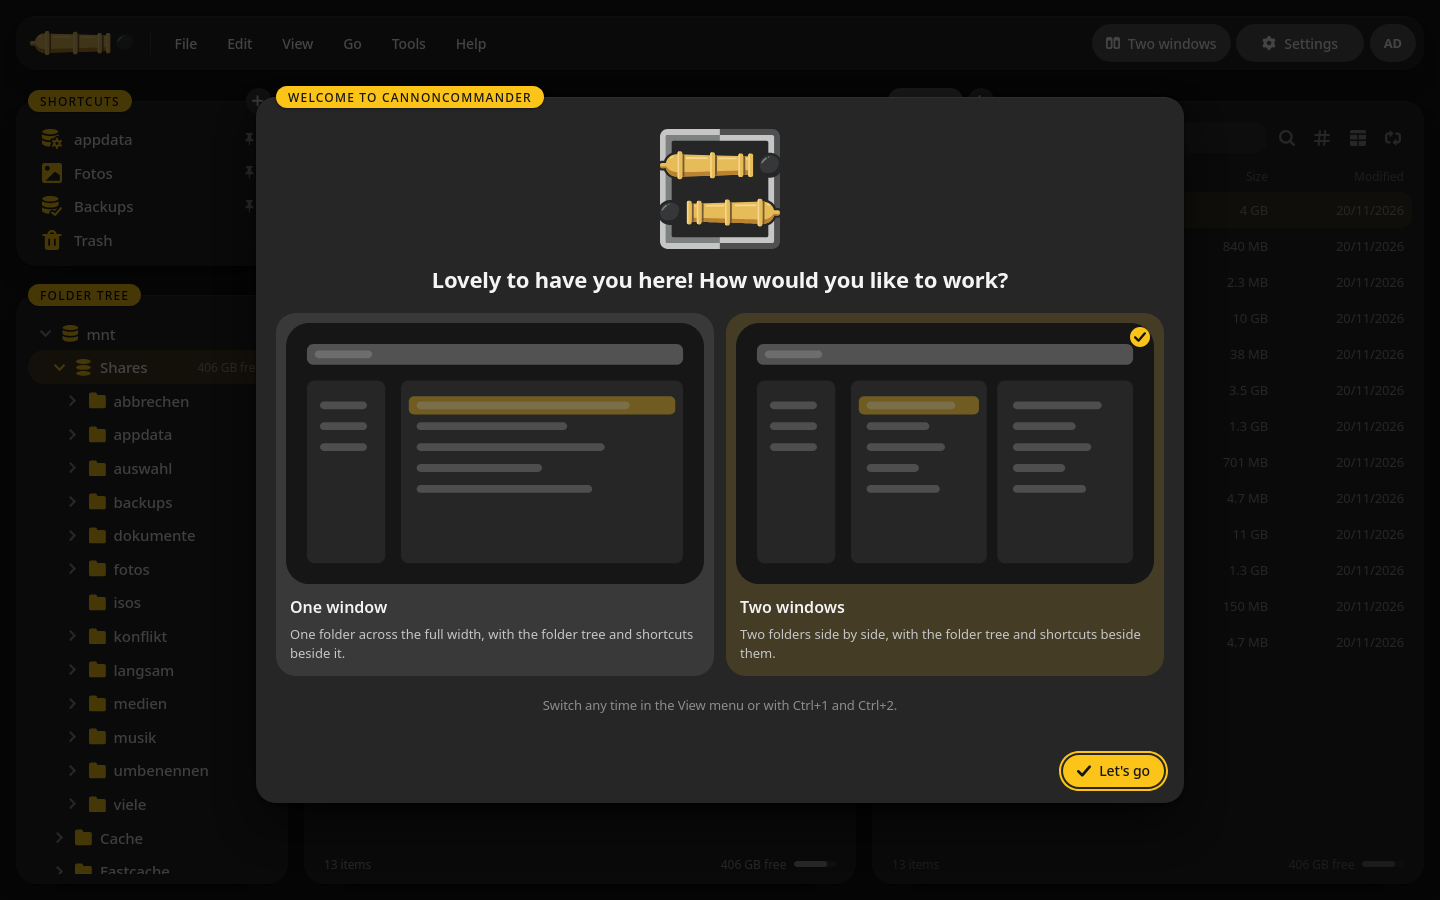 File Edit View Go Tools Help
Two windows Settings AD
SHORTCUTS
appdata
Fotos
Backups
Trash
FOLDER TREE
mnt
Shares 406 GB fre
abbrechen
appdata
auswahl
backups
dokumente
fotos
isos
konflikt
langsam
medien
musik
umbenennen
viele
Cache
Fastcache
WELCOME TO CANNONCOMMANDER
Lovely to have you here! How would you like to work?
One window
One folder across the full width, with the folder tree and shortcuts
beside it.
Two windows
Two folders side by side, with the folder tree and shortcuts beside
them.
Switch any time in the View menu or with Ctrl+1 and Ctrl+2.
Let's go
Size Modified
4 GB 20/11/2026
840 MB 20/11/2026
2.3 MB 20/11/2026
10 GB 20/11/2026
38 MB 20/11/2026
3.5 GB 20/11/2026
1.3 GB 20/11/2026
701 MB 20/11/2026
4.7 MB 20/11/2026
11 GB 20/11/2026
1.3 GB 20/11/2026
150 MB 20/11/2026
4.7 MB 20/11/2026
13 items 406 GB free
13 items 406 GB free